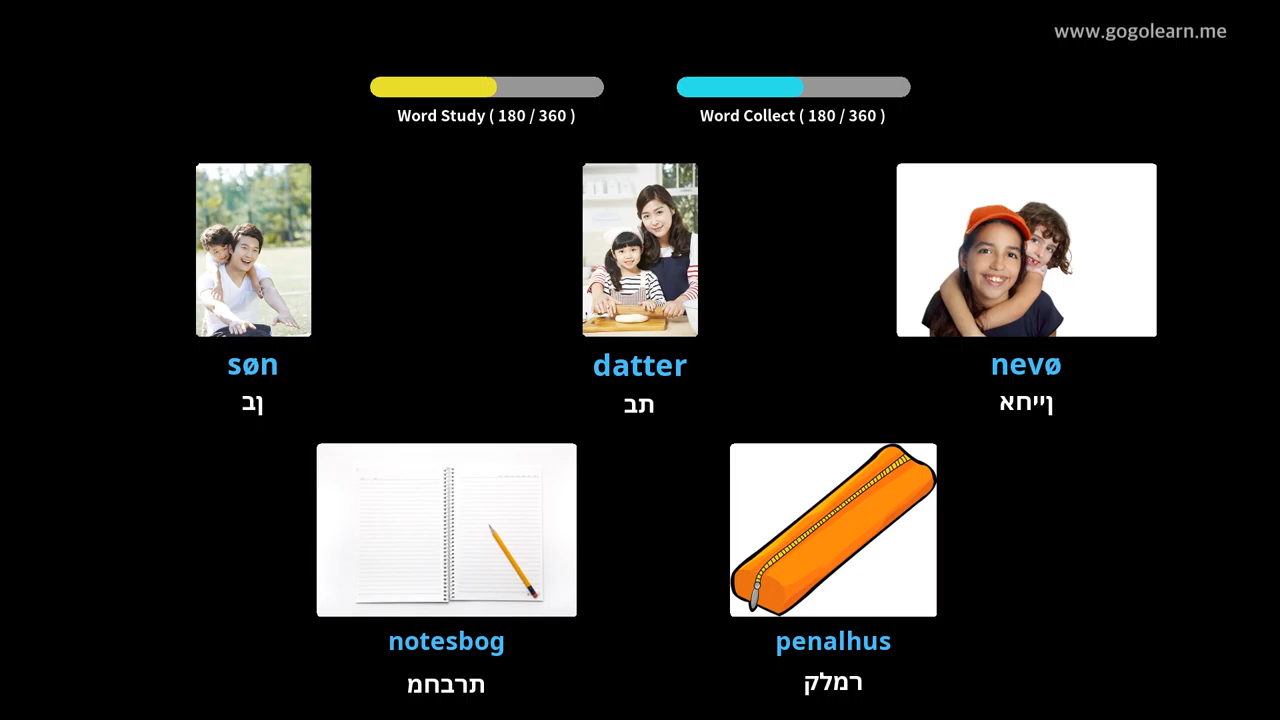 www.gogolearn.me
Word Study ( 180 / 360 )
Word Collect ( 180 / 360 )
søn
בן
datter
בת
nevø
אחיין
notesbog
מחברת
penalhus
קלמר